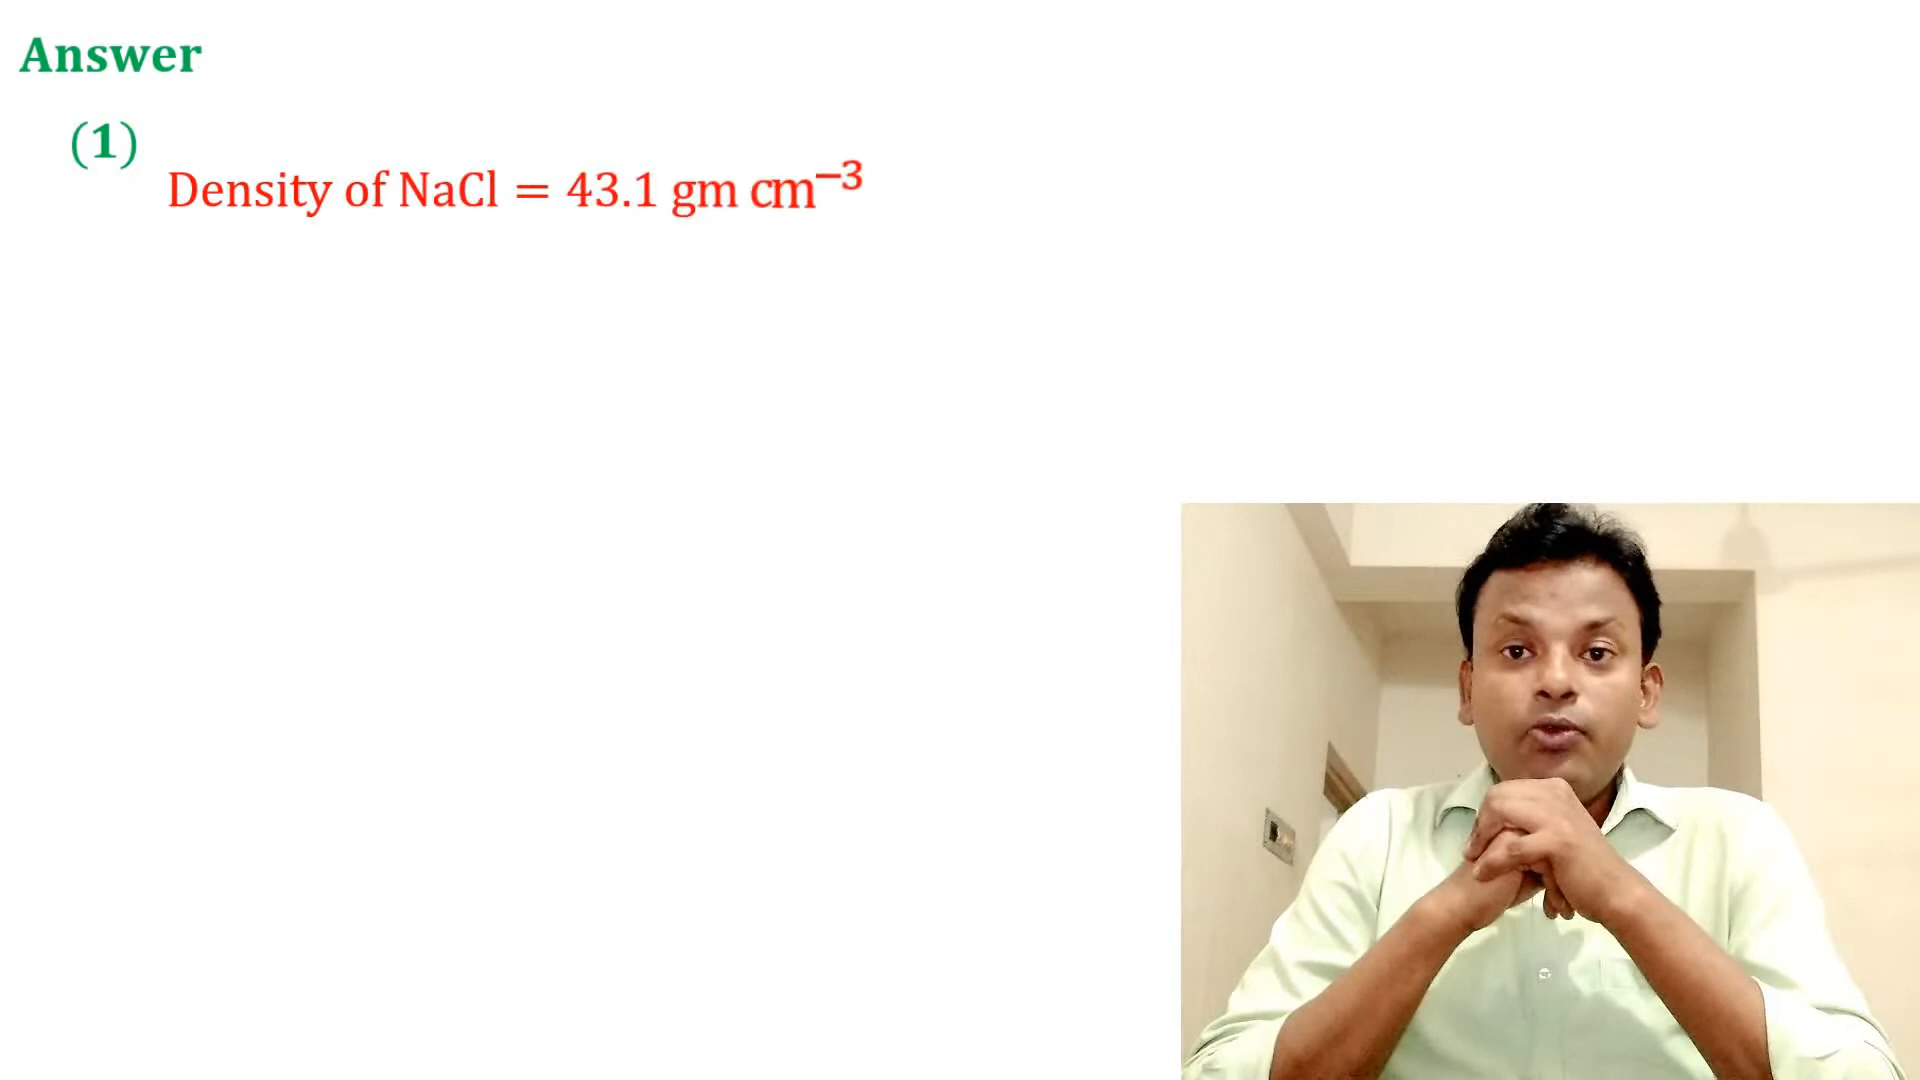 Answer
(1)
Density of NaCl = 43.1 gm cm⁻³